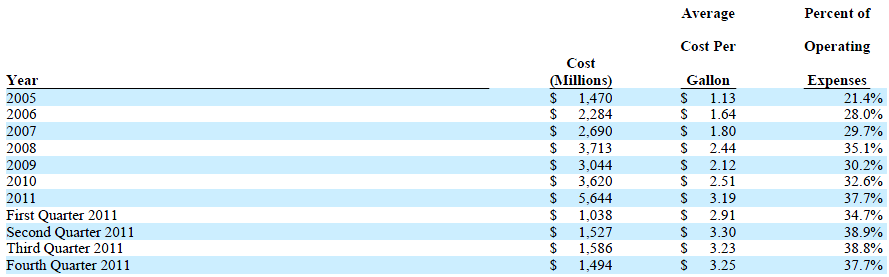 Average Percent of
Cost Per Operating
Cost
Year (Millions) Gallon Expenses
2005 $ 1,470 $ 1.13 21.4%
2006 $ 2,284 $ 1.64 28.0%
2007 $ 2,690 $ 1.80 29.7%
2008 $ 3,713 $ 2.44 35.1%
2009 $ 3,044 $ 2.12 30.2%
2010 $ 3,620 $ 2.51 32.6%
2011 $ 5,644 $ 3.19 37.7%
First Quarter 2011 $ 1,038 $ 2.91 34.7%
Second Quarter 2011 $ 1,527 $ 3.30 38.9%
Third Quarter 2011 $ 1,586 $ 3.23 38.8%
Fourth Quarter 2011 $ 1,494 $ 3.25 37.7%